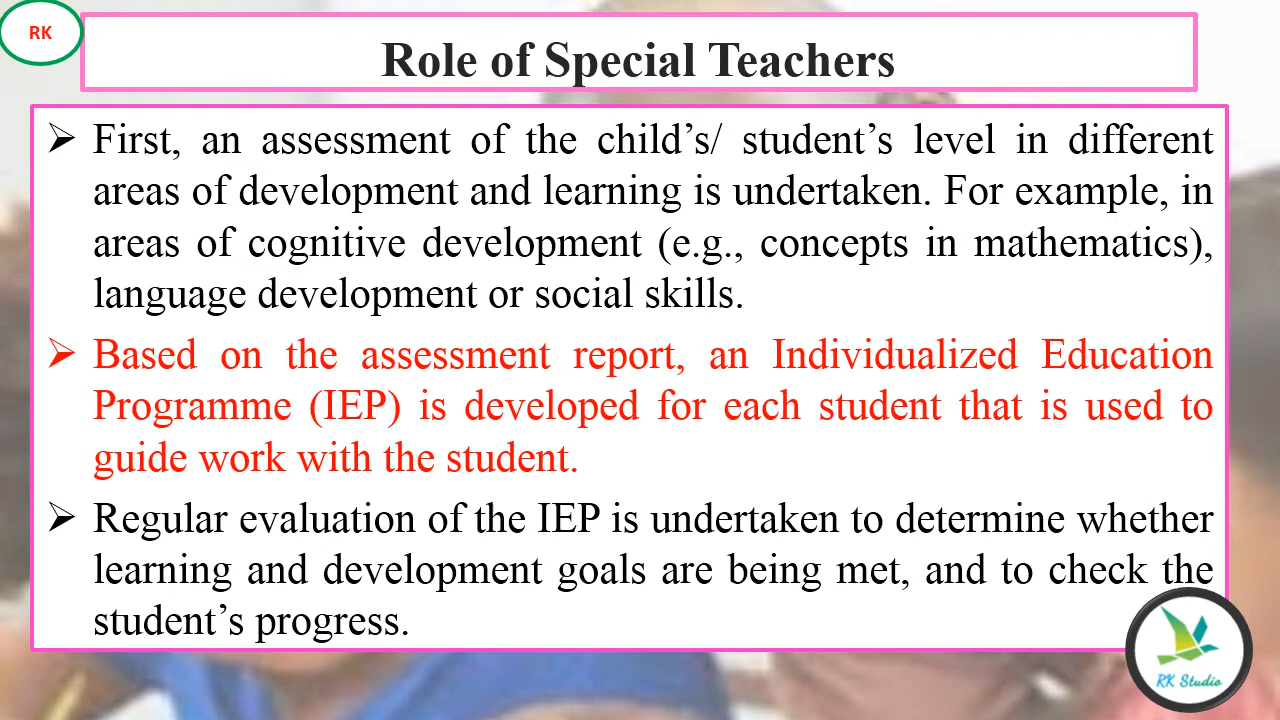 RK
Role of Special Teachers
➢ First, an assessment of the child’s/ student’s level in different
areas of development and learning is undertaken. For example, in
areas of cognitive development (e.g., concepts in mathematics),
language development or social skills.
➢ Based on the assessment report, an Individualized Education
Programme (IEP) is developed for each student that is used to
guide work with the student.
➢ Regular evaluation of the IEP is undertaken to determine whether
learning and development goals are being met, and to check the
student’s progress.
RK Studio